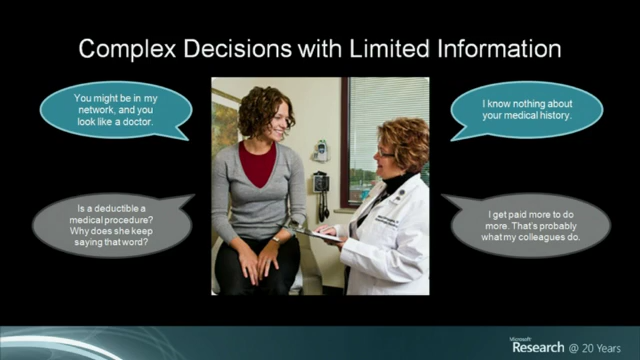 Complex Decisions with Limited Information
You might be in my
network, and you
look like a doctor.
I know nothing about
your medical history.
Is a deductible a
medical procedure?
Why does she keep
saying that word?
I get paid more to do
more. That's probably
what my colleagues do.
Microsoft
Research @ 20 Years